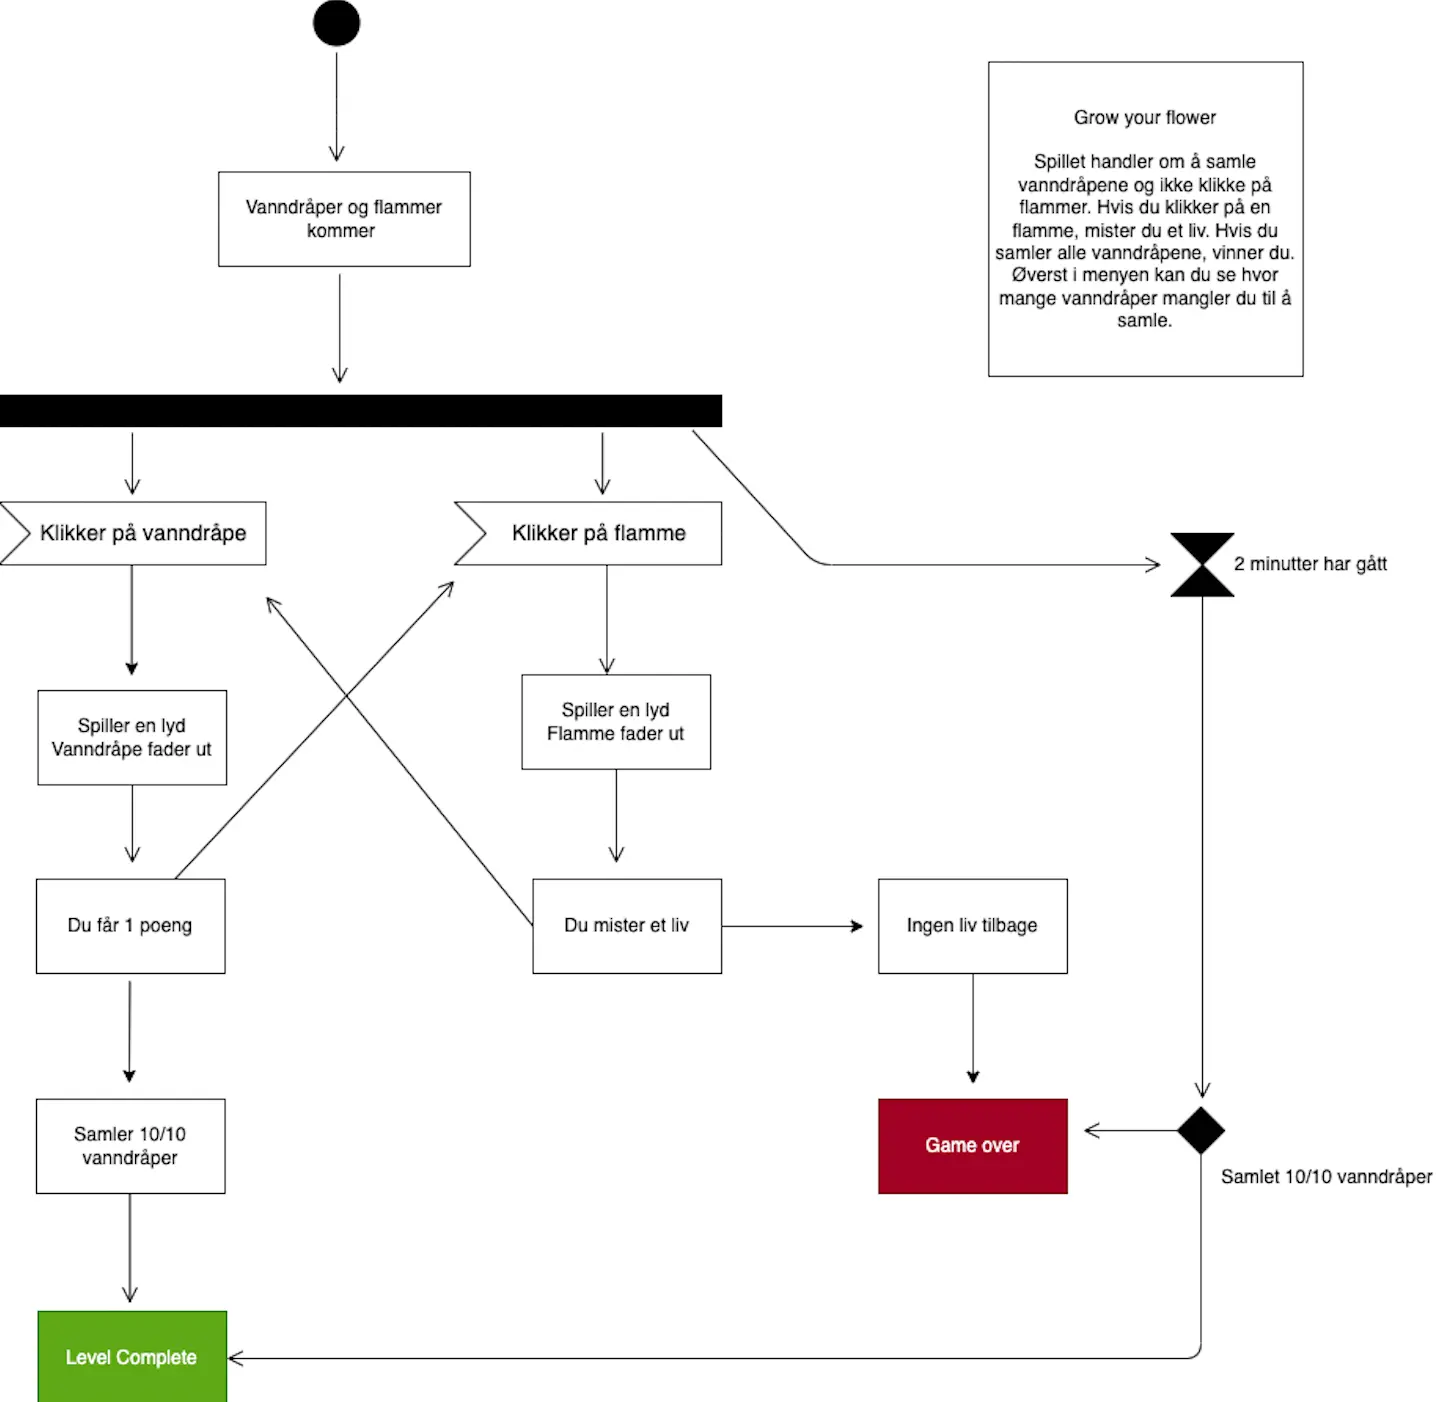 Grow your flower
Spillet handler om å samle
vanndråpene og ikke klikke på
flammer. Hvis du klikker på en
flamme, mister du et liv. Hvis du
samler alle vanndråpene, vinner du.
Øverst i menyen kan du se hvor
mange vanndråper mangler du til å
samle.
Vanndråper og flammer
kommer
Klikker på vanndråpe
Klikker på flamme
2 minutter har gått
Spiller en lyd
Vanndråpe fader ut
Spiller en lyd
Flamme fader ut
Du får 1 poeng
Du mister et liv
Ingen liv tilbage
Samler 10/10
vanndråper
Game over
Samlet 10/10 vanndråper
Level Complete